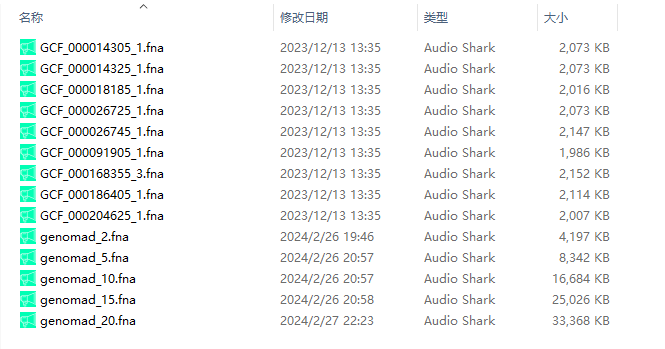 名称 修改日期 类型 大小
GCF_000014305_1.fna 2023/12/13 13:35 Audio Shark 2,073 KB
GCF_000014325_1.fna 2023/12/13 13:35 Audio Shark 2,073 KB
GCF_000018185_1.fna 2023/12/13 13:35 Audio Shark 2,016 KB
GCF_000026725_1.fna 2023/12/13 13:35 Audio Shark 2,073 KB
GCF_000026745_1.fna 2023/12/13 13:35 Audio Shark 2,147 KB
GCF_000091905_1.fna 2023/12/13 13:35 Audio Shark 1,986 KB
GCF_000168355_3.fna 2023/12/13 13:35 Audio Shark 2,152 KB
GCF_000186405_1.fna 2023/12/13 13:35 Audio Shark 2,114 KB
GCF_000204625_1.fna 2023/12/13 13:35 Audio Shark 2,007 KB
genomad_2.fna 2024/2/26 19:46 Audio Shark 4,197 KB
genomad_5.fna 2024/2/26 20:57 Audio Shark 8,342 KB
genomad_10.fna 2024/2/26 20:57 Audio Shark 16,684 KB
genomad_15.fna 2024/2/26 20:58 Audio Shark 25,026 KB
genomad_20.fna 2024/2/27 22:23 Audio Shark 33,368 KB